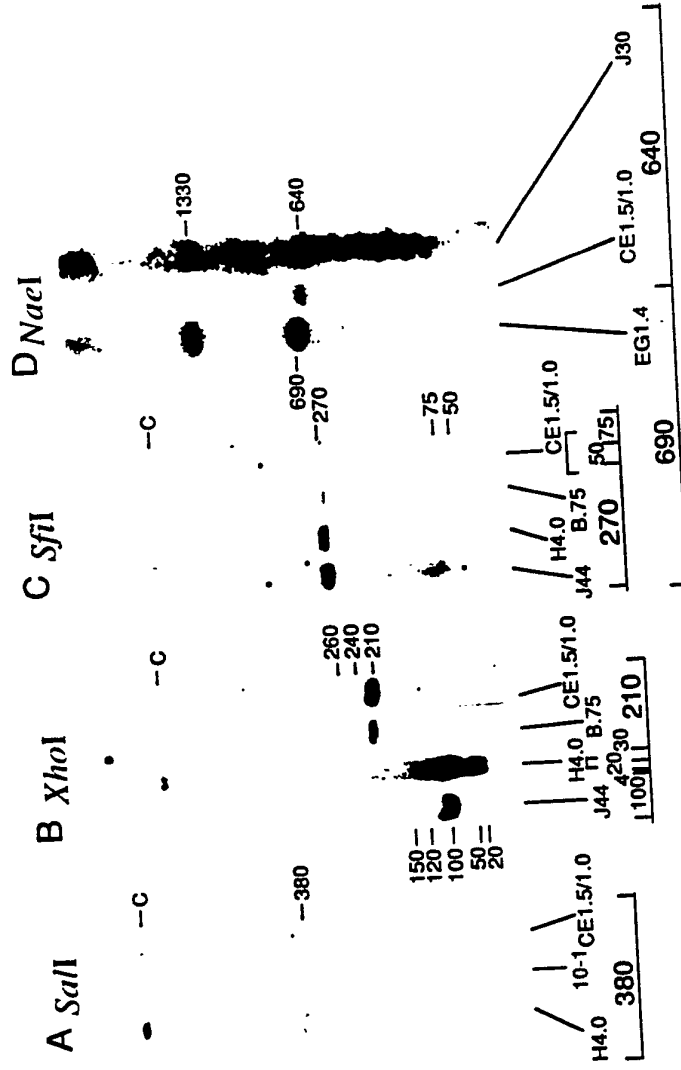 A SalI
–C
–380
H4.0
10-1
CE1.5/1.0
380
B XhoI
–C
–260
–240
–210
150 –
120 –
100 –
50 =
20 =
J44
H4.0
B.75
CE1.5/1.0
100
4
20
30
210
C SfiI
–C
–270
–75
–50
J44
H4.0
B.75
CE1.5/1.0
270
50
75
D NaeI
–1330
690 –
–640
EG1.4
CE1.5/1.0
J30
690
640